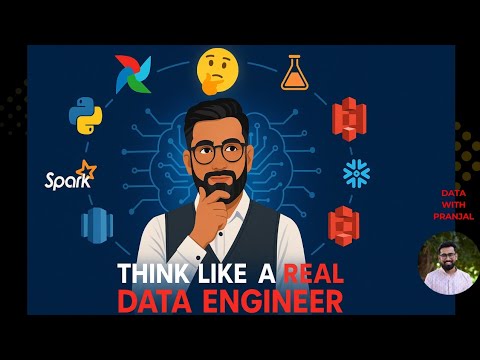 Spark
THINK LIKE A REAL
DATA ENGINEER
DATA
WITH
PRANJAL